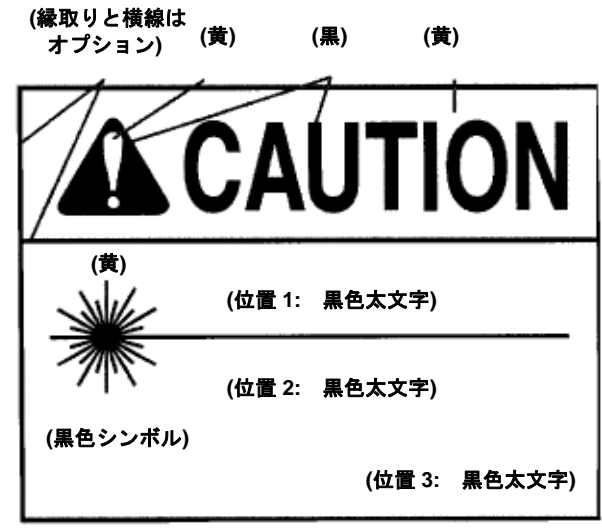 (縁取りと横線は
オプション)
(黄) (黒) (黄)
CAUTION
(黄)
(位置 1: 黒色太文字)
(位置 2: 黒色太文字)
(黒色シンボル)
(位置 3: 黒色太文字)